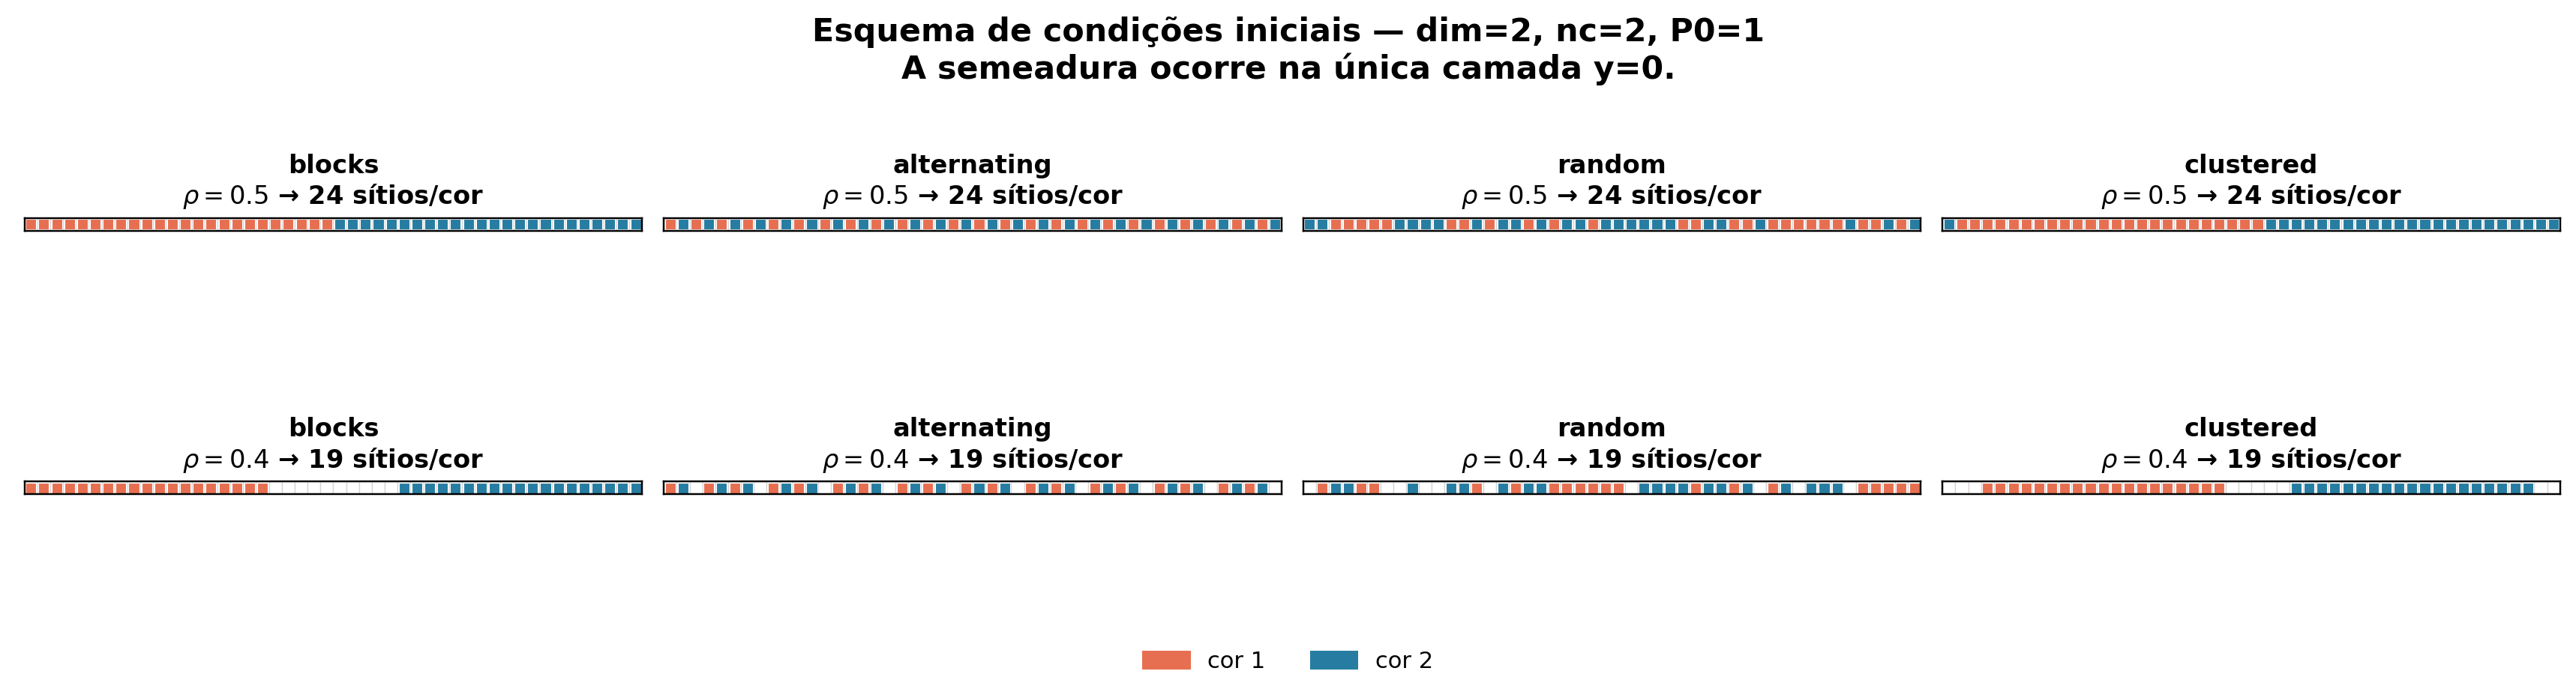 Esquema de condições iniciais — dim=2, nc=2, P0=1
A semeadura ocorre na única camada y=0.
blocks
ρ = 0.5 → 24 sítios/cor
alternating
ρ = 0.5 → 24 sítios/cor
random
ρ = 0.5 → 24 sítios/cor
clustered
ρ = 0.5 → 24 sítios/cor
blocks
ρ = 0.4 → 19 sítios/cor
alternating
ρ = 0.4 → 19 sítios/cor
random
ρ = 0.4 → 19 sítios/cor
clustered
ρ = 0.4 → 19 sítios/cor
cor 1
cor 2